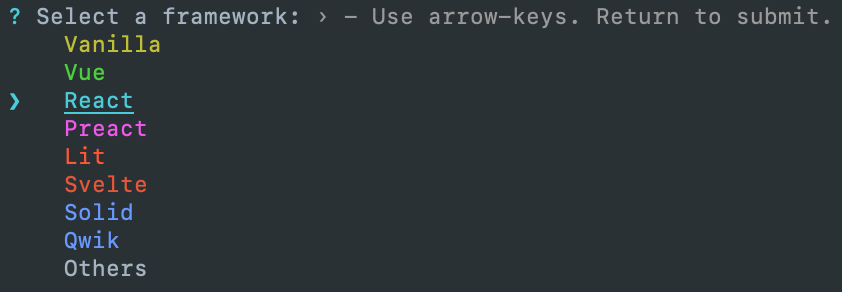 ? Select a framework: › - Use arrow-keys. Return to submit.
Vanilla
Vue
❯ React
Preact
Lit
Svelte
Solid
Qwik
Others